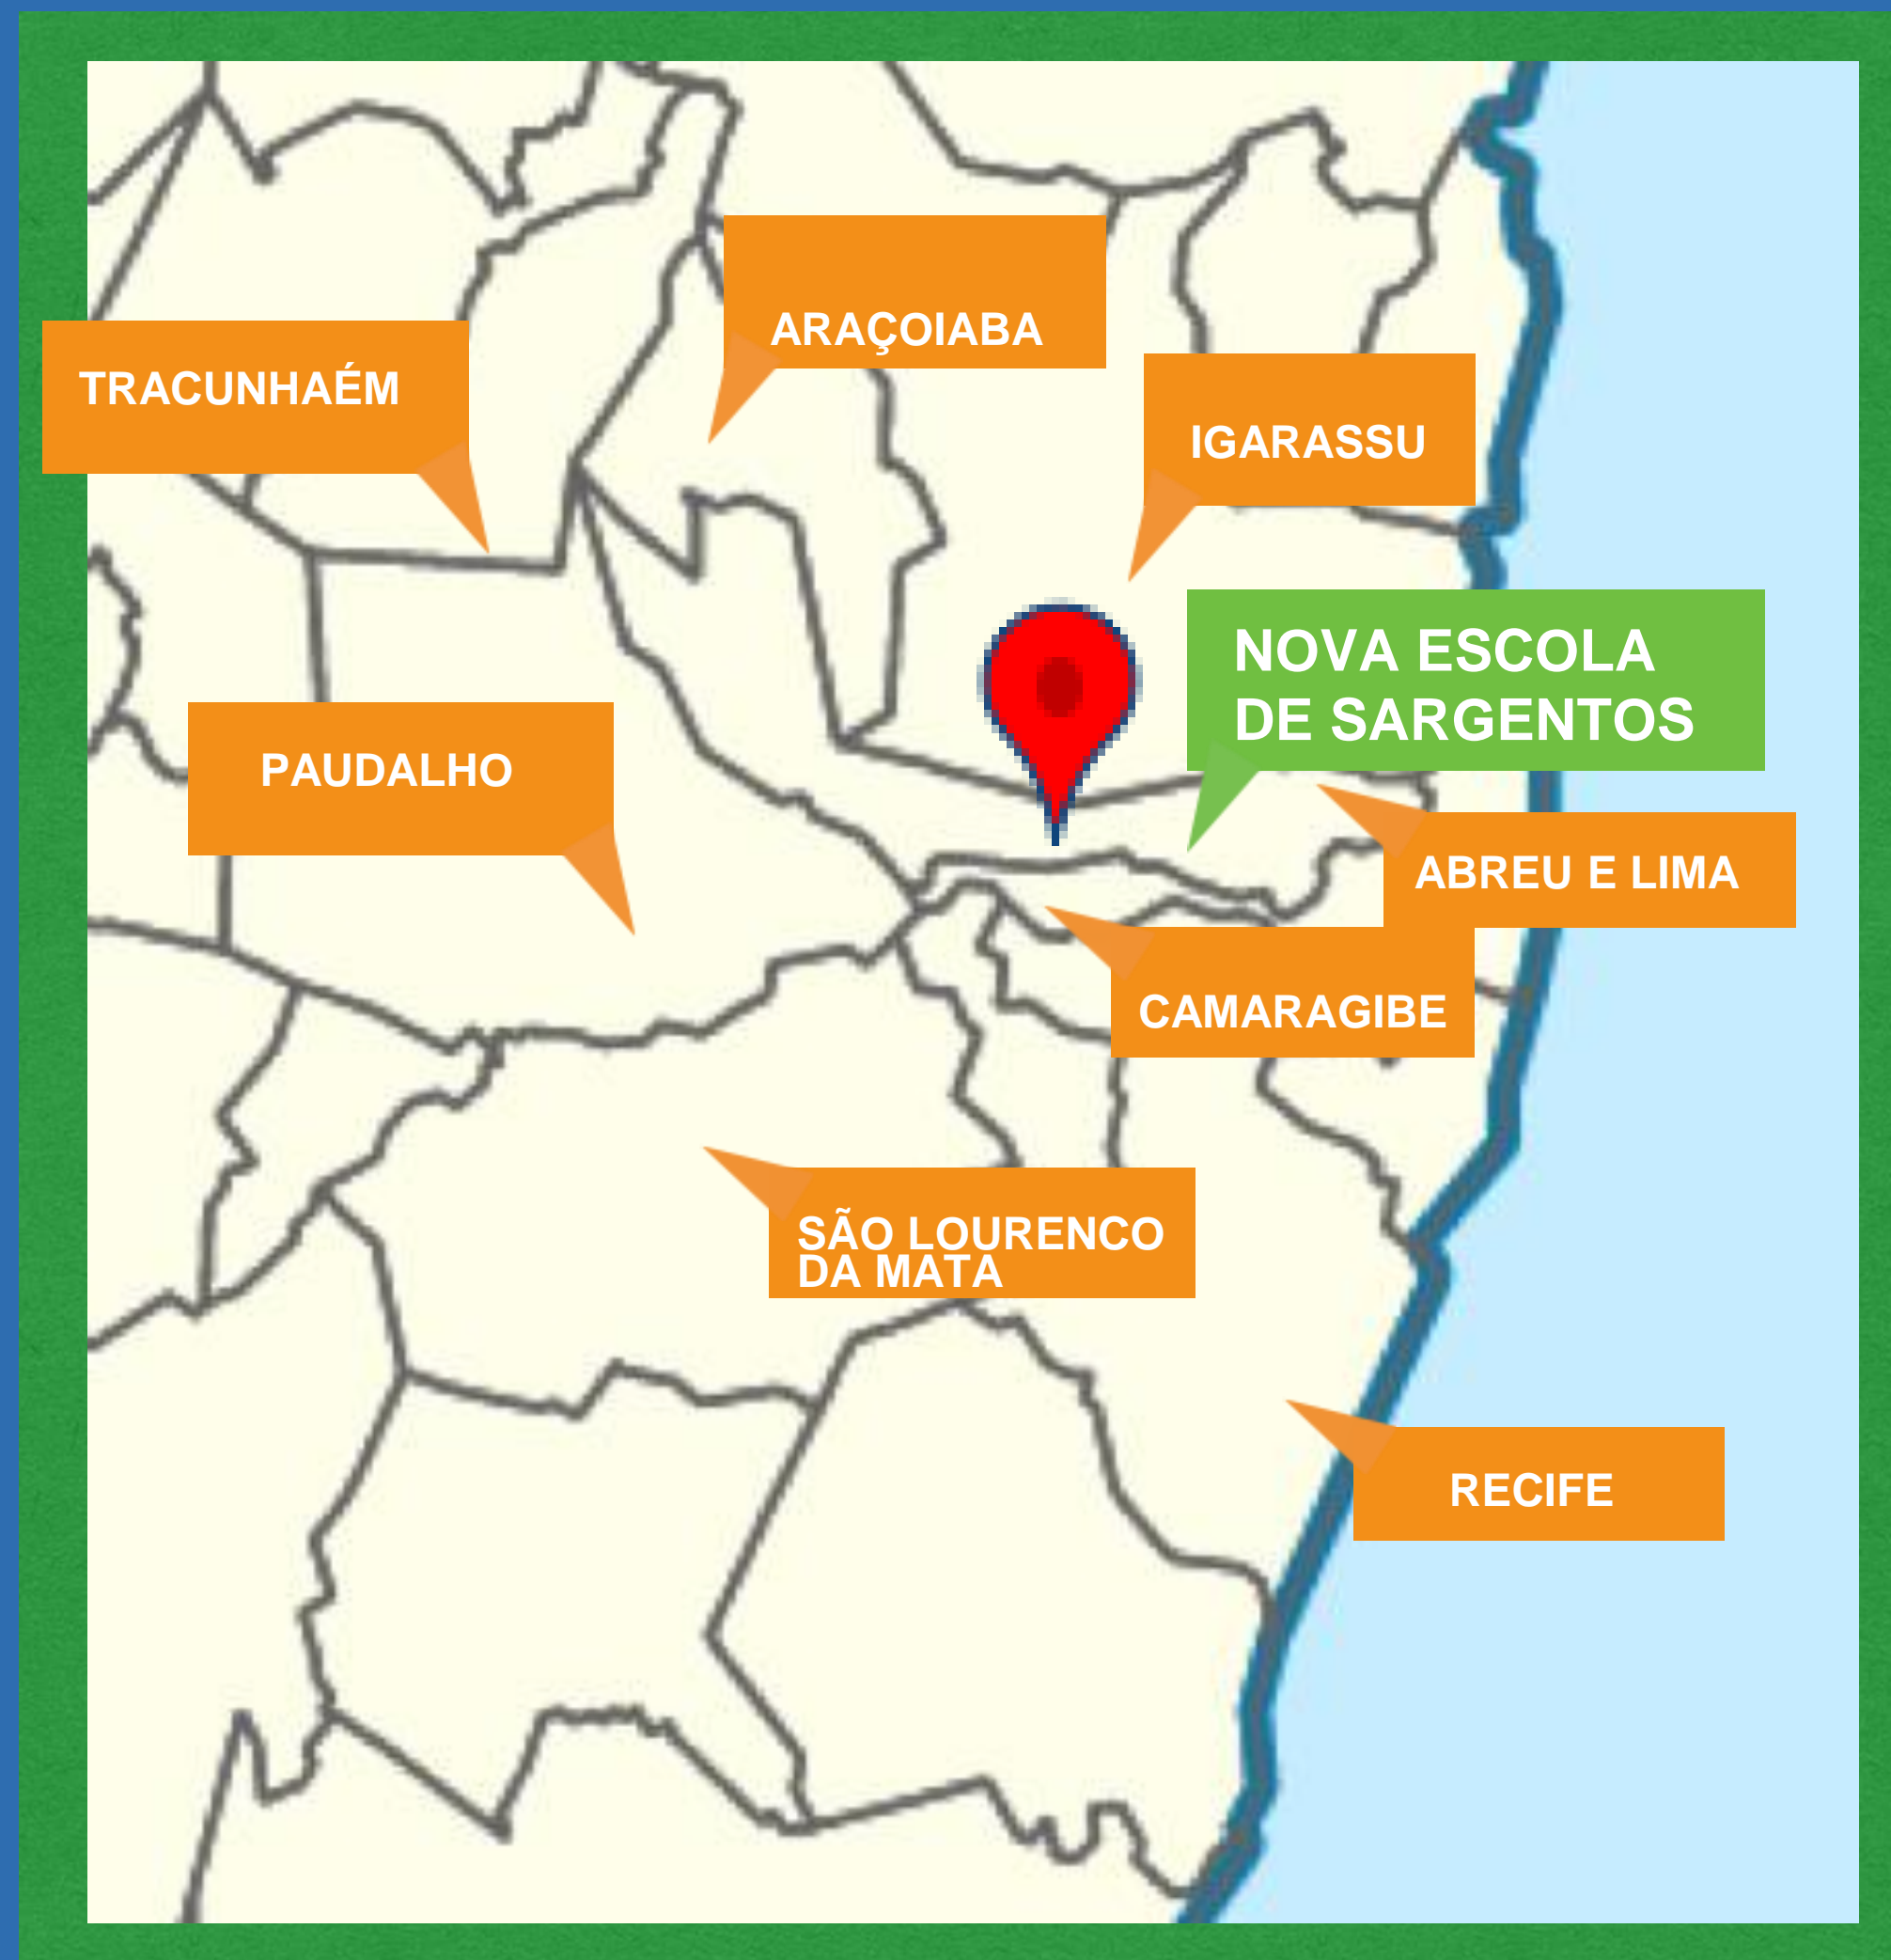 ARAÇOIABA
TRACUNHAÉM
IGARASSU
NOVA ESCOLA
DE SARGENTOS
PAUDALHO
ABREU E LIMA
CAMARAGIBE
SÃO LOURENCO
DA MATA
RECIFE